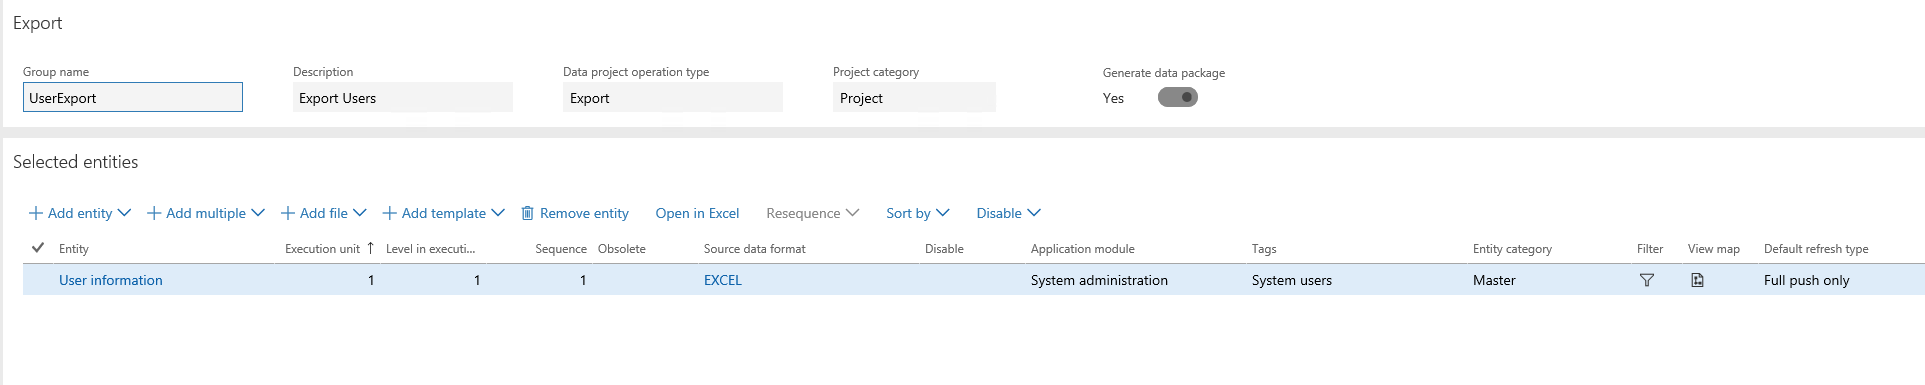 Export
Group name Description Data project operation type Project category Generate data package
UserExport Export Users Export Project Yes
Selected entities
Add entity Add multiple Add file Add template Remove entity Open in Excel Resequence Sort by Disable
Entity Execution unit Level in executi... Sequence Obsolete Source data format Disable Application module Tags Entity category Filter View map Default refresh type
User information 1 1 1 EXCEL System administration System users Master Full push only